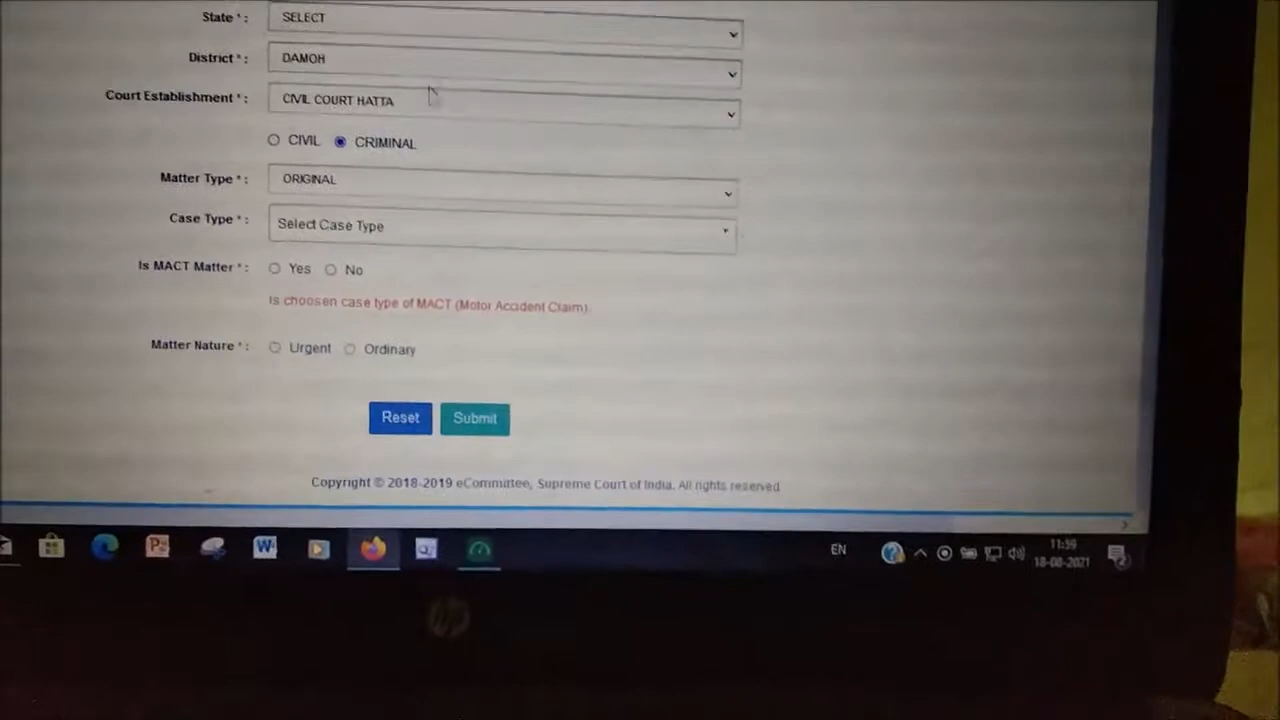 State * : SELECT
District * : DAMOH
Court Establishment * : CIVIL COURT HATTA
CIVIL CRIMINAL
Matter Type * : ORIGINAL
Case Type * : Select Case Type
Is MACT Matter * : Yes No
Is choosen case type of MACT (Motor Accident Claim)
Matter Nature * : Urgent Ordinary
Reset Submit
Copyright © 2018-2019 eCommittee, Supreme Court of India. All rights reserved
EN
11:39
18-08-2021
hp